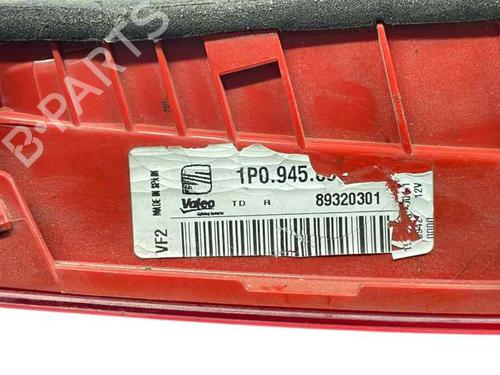 B-PARTS
MADE IN SPAIN
1P0.945.
Valeo
TD R
89320301
VF2
12V